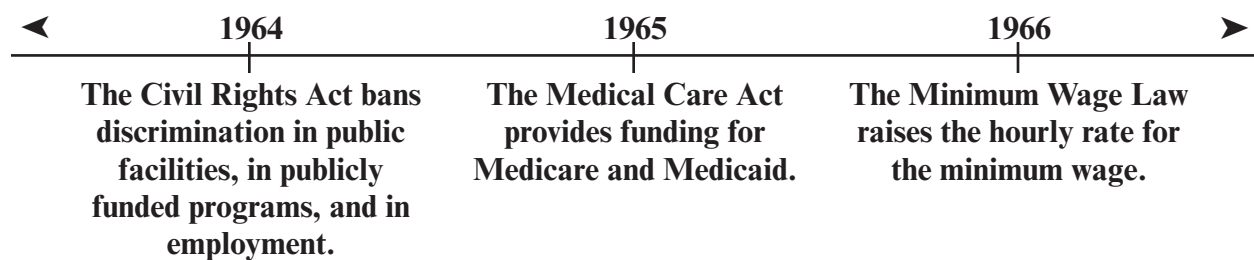 1964 1965 1966
The Civil Rights Act bans
discrimination in public
facilities, in publicly
funded programs, and in
employment.
The Medical Care Act
provides funding for
Medicare and Medicaid.
The Minimum Wage Law
raises the hourly rate for
the minimum wage.